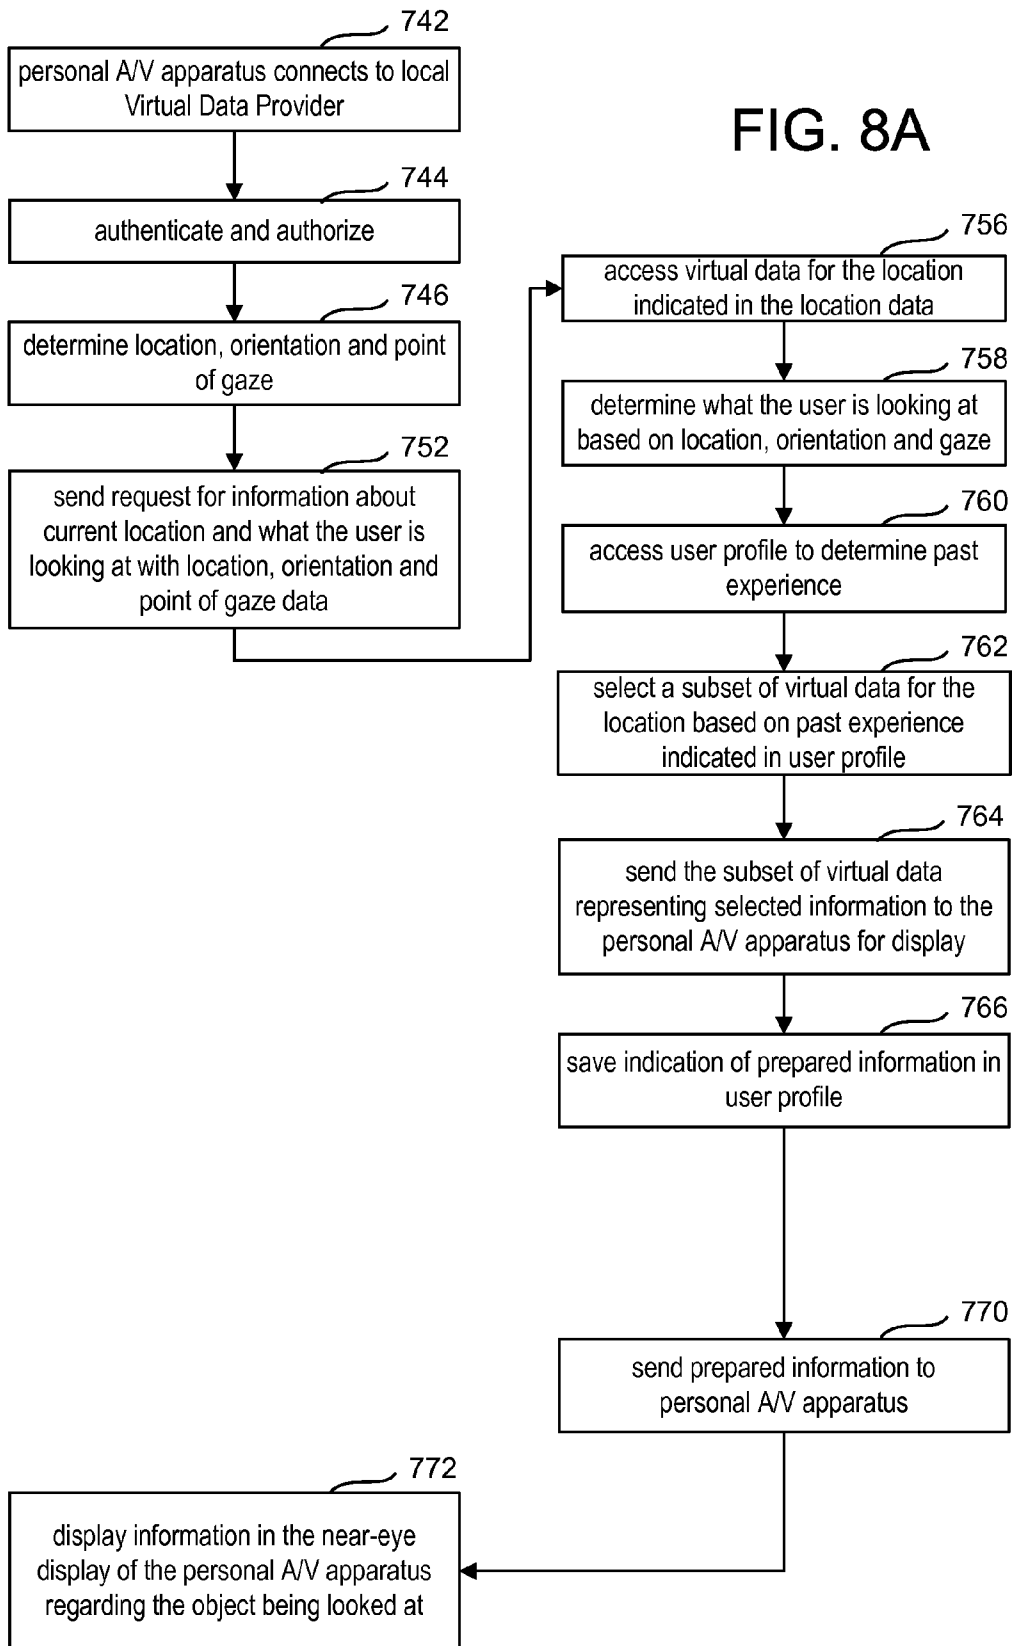 742
personal A/V apparatus connects to local
Virtual Data Provider
FIG. 8A
744
authenticate and authorize
746
determine location, orientation and point
of gaze
752
send request for information about
current location and what the user is
looking at with location, orientation and
point of gaze data
756
access virtual data for the location
indicated in the location data
758
determine what the user is looking at
based on location, orientation and gaze
760
access user profile to determine past
experience
762
select a subset of virtual data for the
location based on past experience
indicated in user profile
764
send the subset of virtual data
representing selected information to the
personal A/V apparatus for display
766
save indication of prepared information in
user profile
770
send prepared information to
personal A/V apparatus
772
display information in the near-eye
display of the personal A/V apparatus
regarding the object being looked at